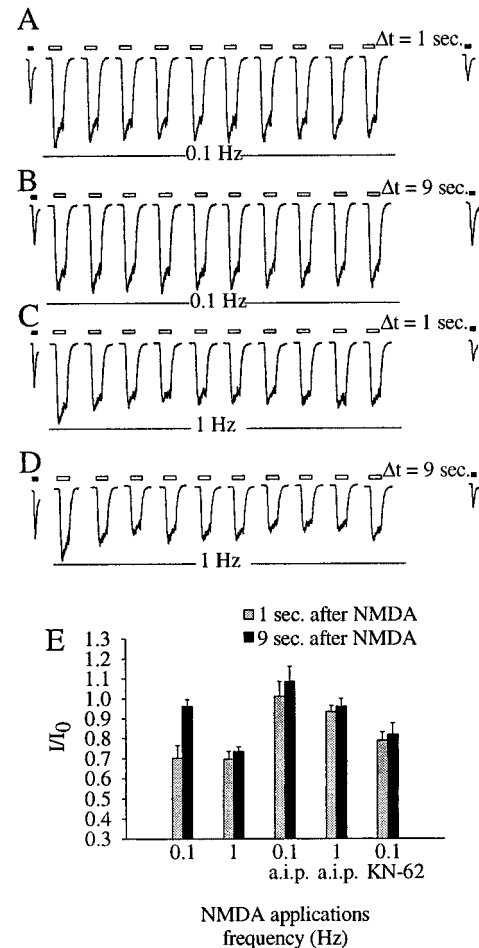 A
Δt = 1 sec.
0.1 Hz
B
Δt = 9 sec.
0.1 Hz
C
Δt = 1 sec.
1 Hz
D
Δt = 9 sec.
1 Hz
E
1 sec. after NMDA
9 sec. after NMDA
1.3
1.2
1.1
1.0
0.9
0.8
0.7
0.6
0.5
0.4
0.3
I/I0
0.1 1 0.1 1 0.1
a.i.p. a.i.p. KN-62
NMDA applications
frequency (Hz)